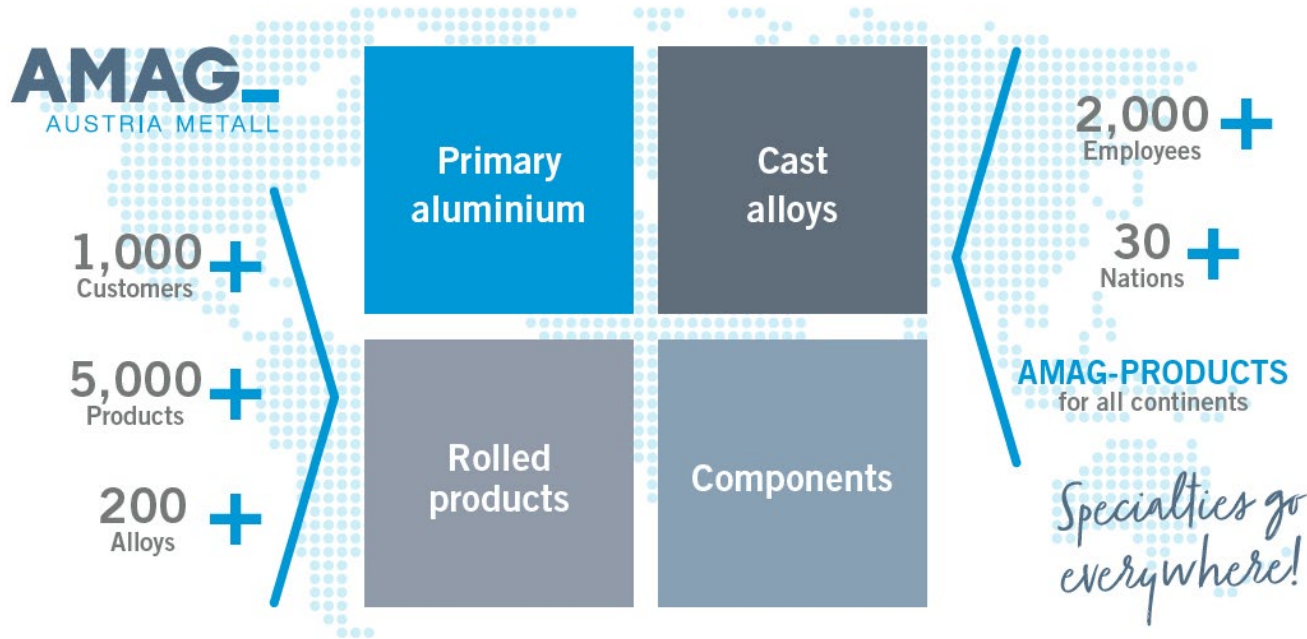 AMAG_
AUSTRIA METALL
1,000+
Customers
5,000+
Products
200+
Alloys
Primary
aluminium
Cast
alloys
Rolled
products
Components
2,000+
Employees
30+
Nations
AMAG-PRODUCTS
for all continents
Specialties go
everywhere!